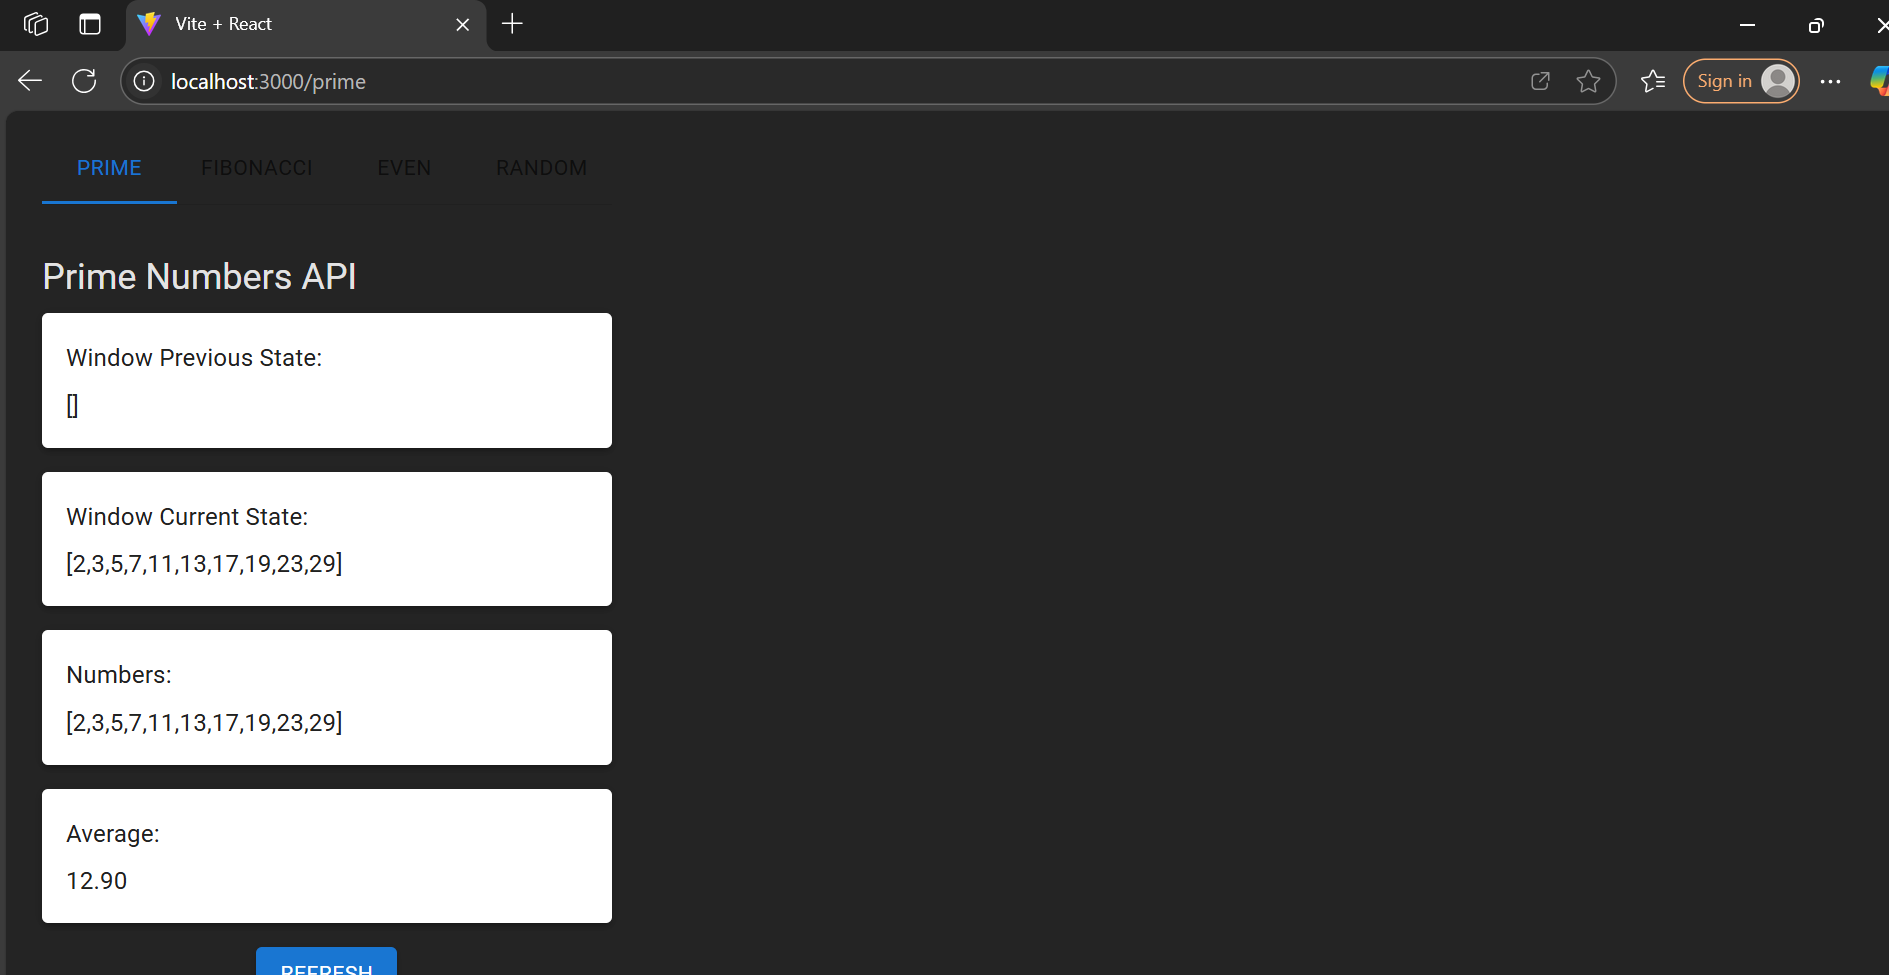 Vite + React
localhost:3000/prime
Sign in
PRIME FIBONACCI EVEN RANDOM
Prime Numbers API
Window Previous State:
[]
Window Current State:
[2,3,5,7,11,13,17,19,23,29]
Numbers:
[2,3,5,7,11,13,17,19,23,29]
Average:
12.90
REFRESH